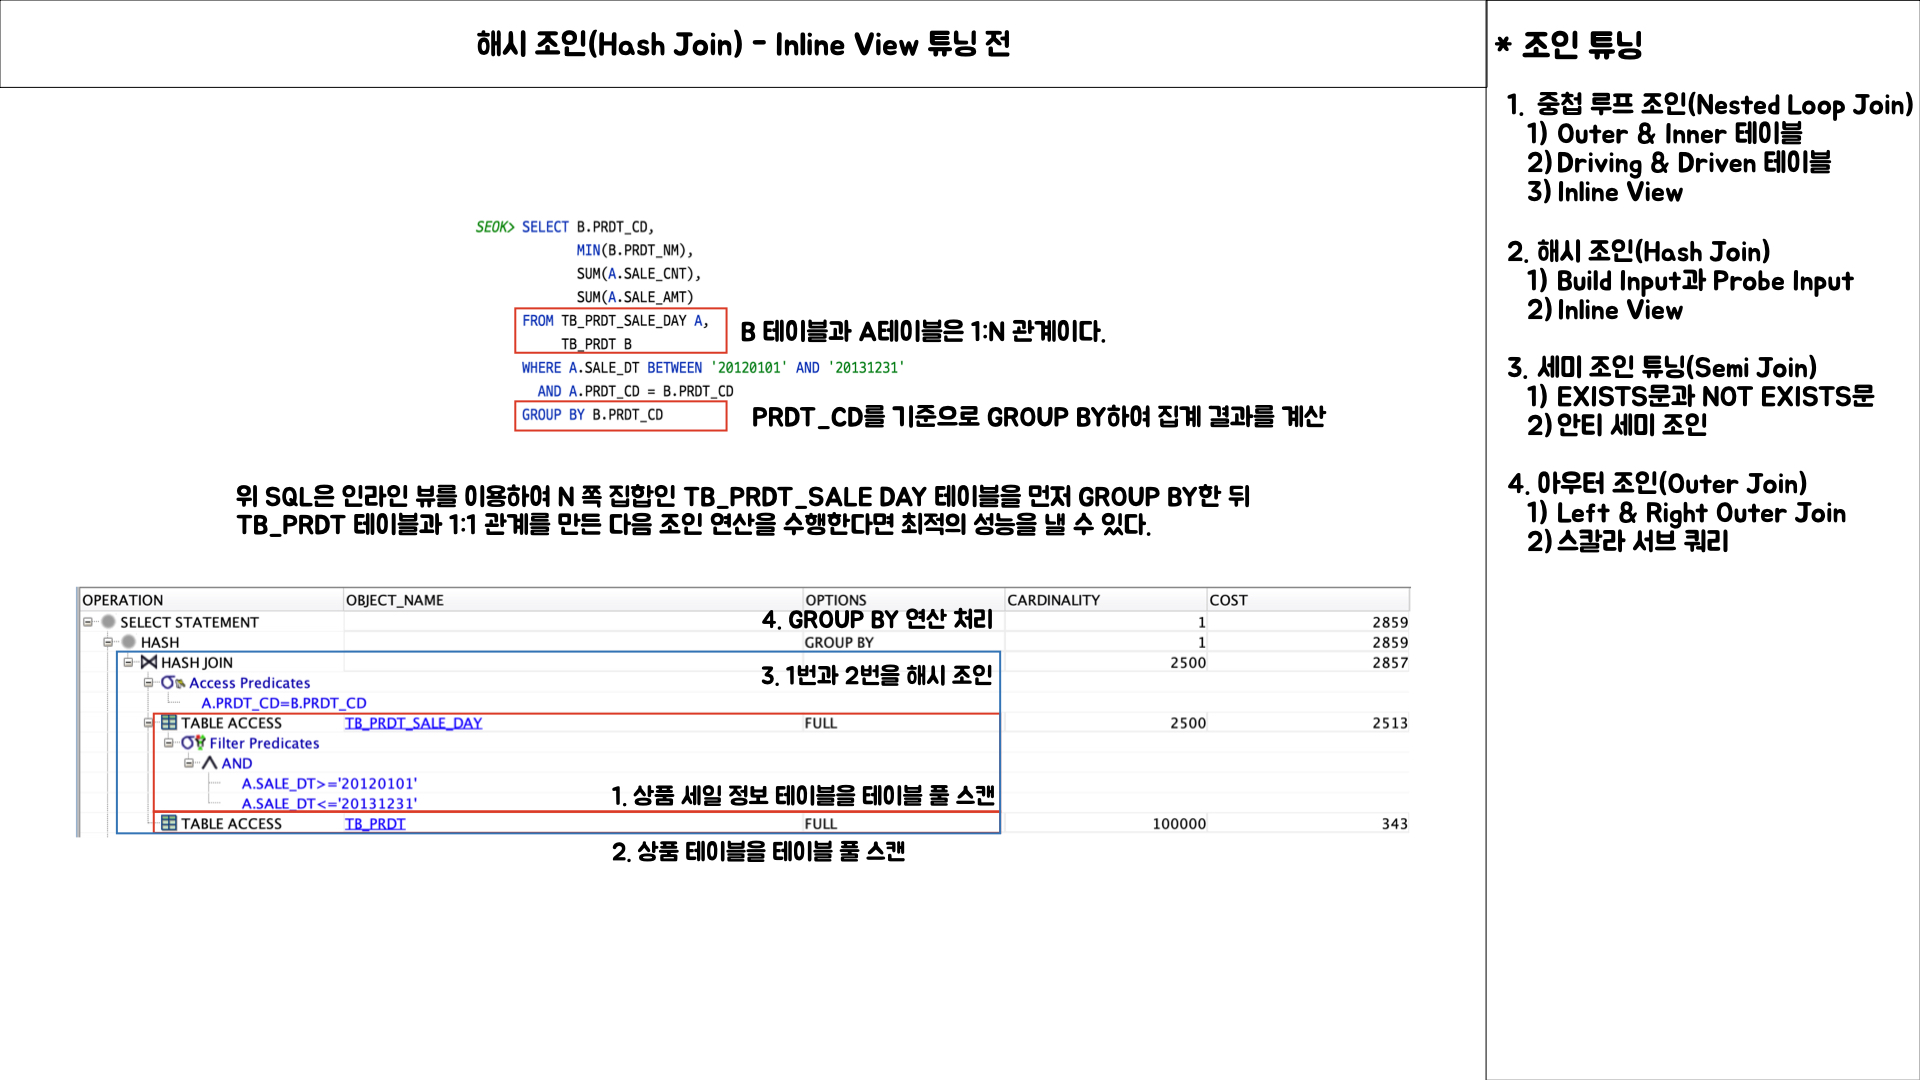 해시 조인(Hash Join) - Inline View 튜닝 전
SEOK> SELECT B.PRDT_CD,
MIN(B.PRDT_NM),
SUM(A.SALE_CNT),
SUM(A.SALE_AMT)
FROM TB_PRDT_SALE_DAY A,
TB_PRDT B
B 테이블과 A테이블은 1:N 관계이다.
WHERE A.SALE_DT BETWEEN '20120101' AND '20131231'
AND A.PRDT_CD = B.PRDT_CD
GROUP BY B.PRDT_CD
PRDT_CD를 기준으로 GROUP BY하여 집계 결과를 계산
위 SQL은 인라인 뷰를 이용하여 N 쪽 집합인 TB_PRDT_SALE DAY 테이블을 먼저 GROUP BY한 뒤
TB_PRDT 테이블과 1:1 관계를 만든 다음 조인 연산을 수행한다면 최적의 성능을 낼 수 있다.
OPERATION OBJECT_NAME OPTIONS CARDINALITY COST
4. GROUP BY 연산 처리
SELECT STATEMENT 1 2859
HASH GROUP BY 1 2859
HASH JOIN 2500 2857
3. 1번과 2번을 해시 조인
Access Predicates
A.PRDT_CD=B.PRDT_CD
TABLE ACCESS TB_PRDT_SALE_DAY FULL 2500 2513
Filter Predicates
AND
A.SALE_DT>='20120101'
A.SALE_DT<='20131231'
1. 상품 세일 정보 테이블을 테이블 풀 스캔
TABLE ACCESS TB_PRDT FULL 100000 343
2. 상품 테이블을 테이블 풀 스캔
* 조인 튜닝
1. 중첩 루프 조인(Nested Loop Join)
1) Outer & Inner 테이블
2) Driving & Driven 테이블
3) Inline View
2. 해시 조인(Hash Join)
1) Build Input과 Probe Input
2) Inline View
3. 세미 조인 튜닝(Semi Join)
1) EXISTS문과 NOT EXISTS문
2) 안티 세미 조인
4. 아우터 조인(Outer Join)
1) Left & Right Outer Join
2) 스칼라 서브 쿼리